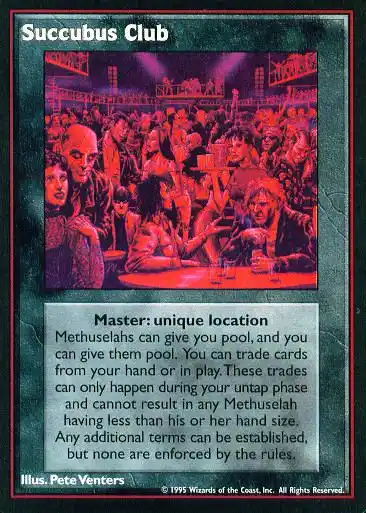 Succubus Club
Master: unique location
Methuselahs can give you pool, and you
can give them pool. You can trade cards
from your hand or in play. These trades
can only happen during your untap phase
and cannot result in any Methuselah
having less than his or her hand size.
Any additional terms can be established,
but none are enforced by the rules.
Illus. Pete Venters
© 1995 Wizards of the Coast, Inc. All Rights Reserved.